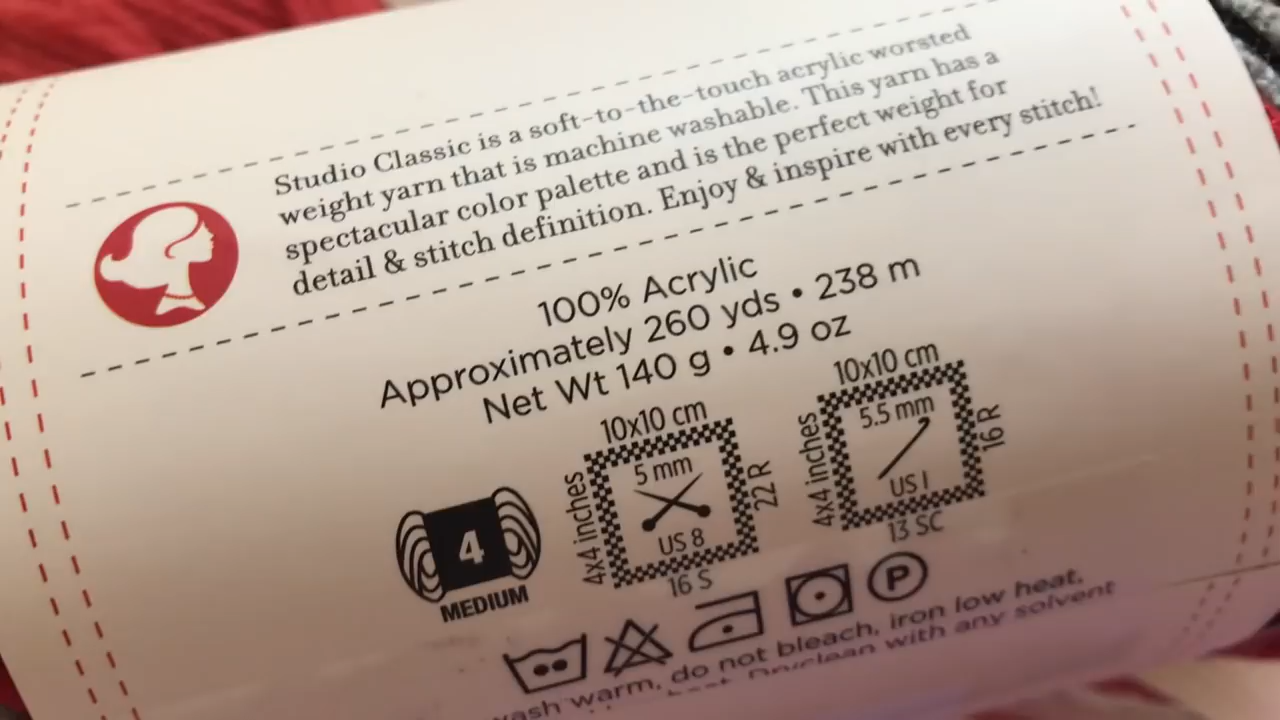 Studio Classic is a soft-to-the-touch acrylic worsted
weight yarn that is machine washable. This yarn has a
spectacular color palette and is the perfect weight for
detail & stitch definition. Enjoy & inspire with every stitch!
100% Acrylic
Approximately 260 yds • 238 m
Net Wt 140 g • 4.9 oz
4
MEDIUM
10x10 cm
4x4 inches
5 mm
US 8
22 R
16 S
10x10 cm
4x4 inches
5.5 mm
US I
16 R
13 SC
P
warm, do not bleach, iron low heat,
Dryclean with any solvent